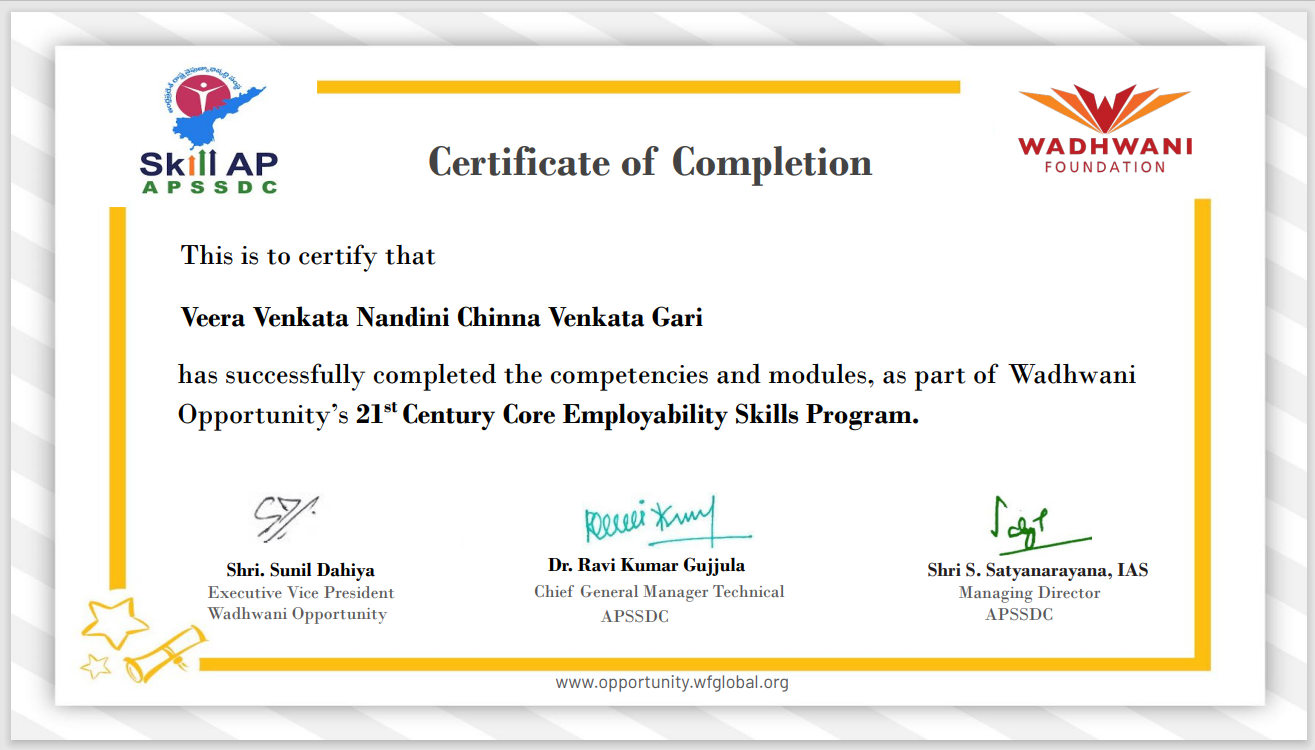 Skill AP
APSSDC
WADHWANI
FOUNDATION
Certificate of Completion
This is to certify that
Veera Venkata Nandini Chinna Venkata Gari
has successfully completed the competencies and modules, as part of Wadhwani
Opportunity’s 21st Century Core Employability Skills Program.
Shri. Sunil Dahiya
Executive Vice President
Wadhwani Opportunity
Dr. Ravi Kumar Gujjula
Chief General Manager Technical
APSSDC
Shri S. Satyanarayana, IAS
Managing Director
APSSDC
www.opportunity.wfglobal.org